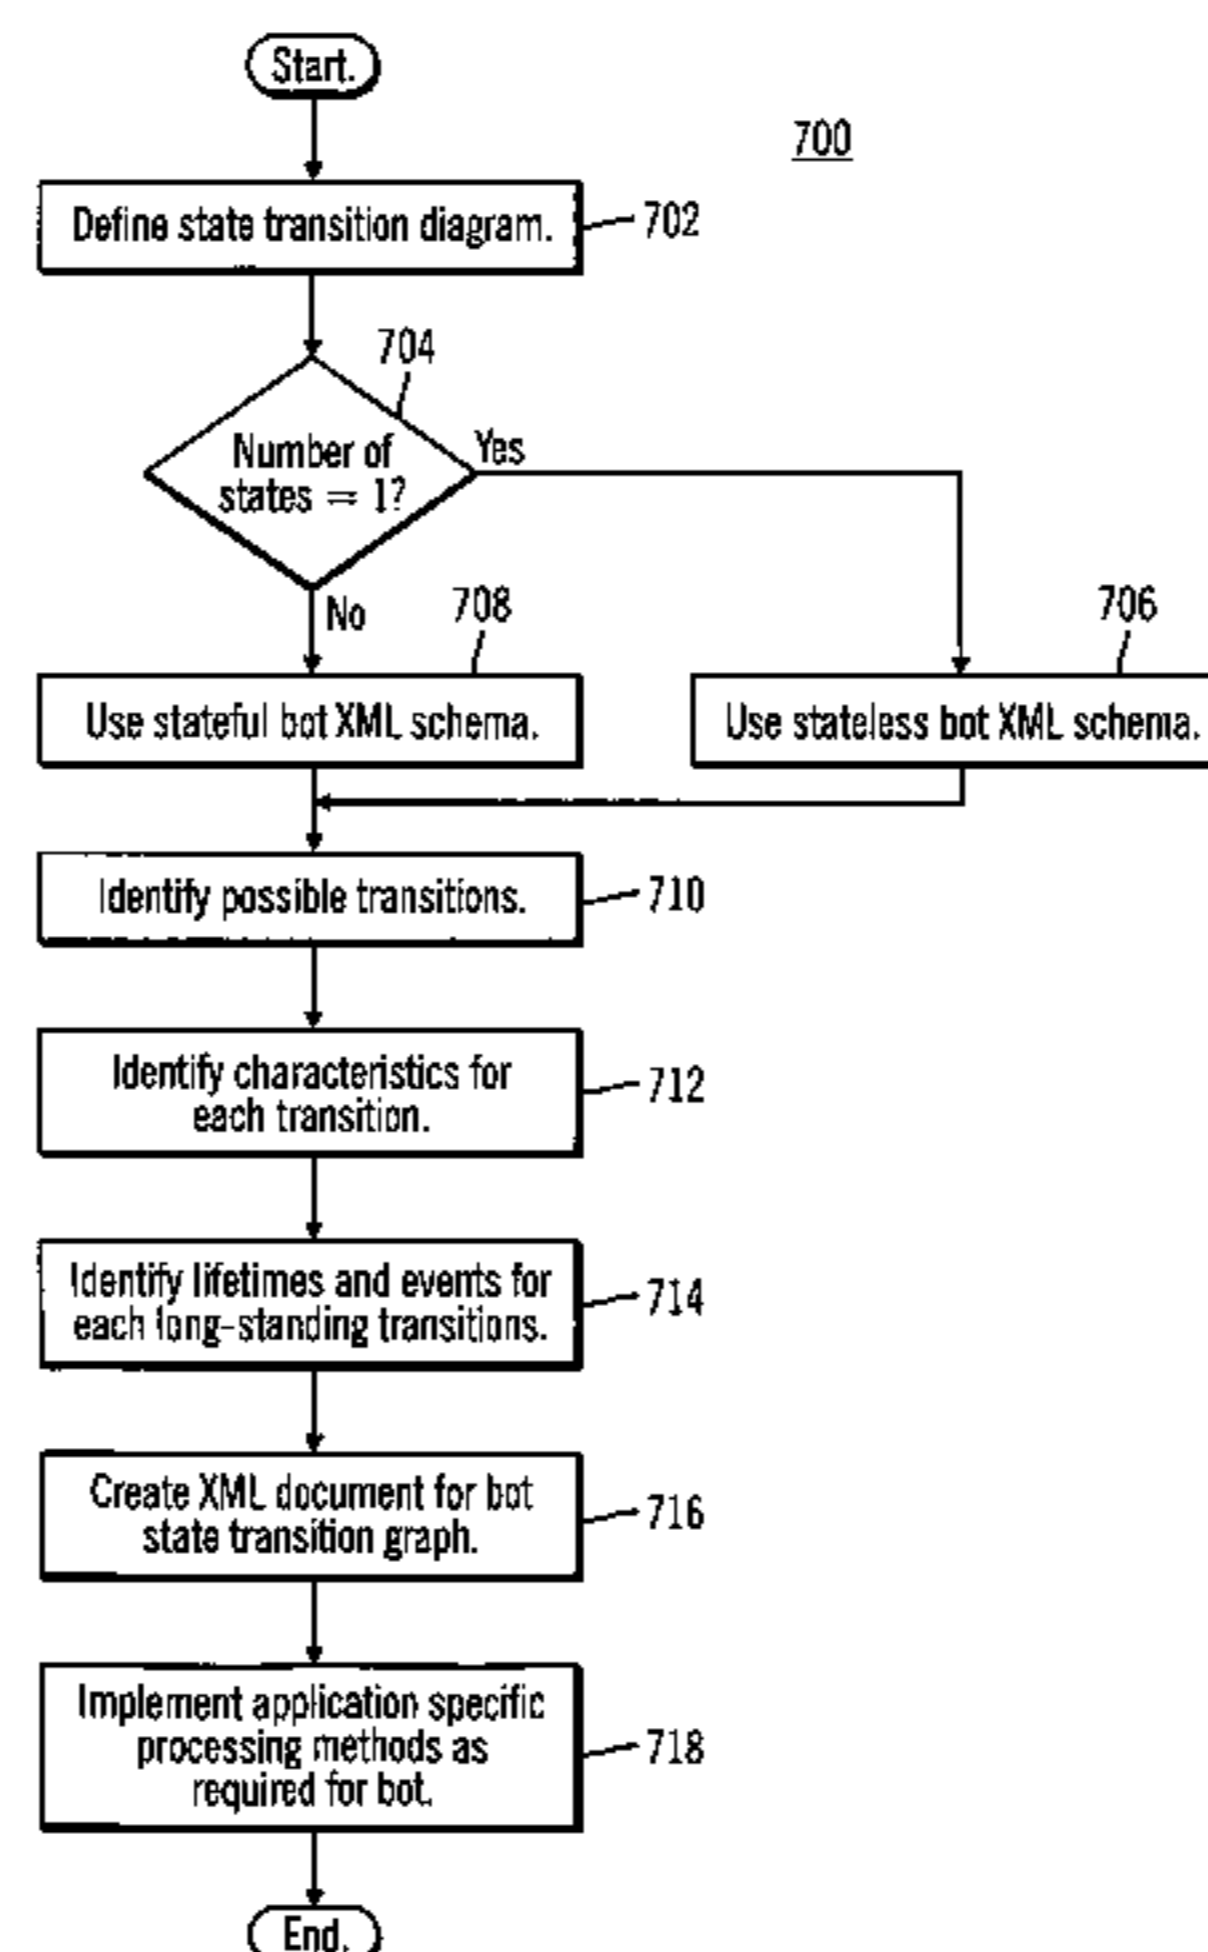 Start.
700
Define state transition diagram.
702
704
Number of
states = 1?
Yes
No
708
706
Use stateful bot XML schema.
Use stateless bot XML schema.
Identify possible transitions.
710
Identify characteristics for
each transition.
712
Identify lifetimes and events for
each long-standing transitions.
714
Create XML document for bot
state transition graph.
716
Implement application specific
processing methods as
required for bot.
718
End.